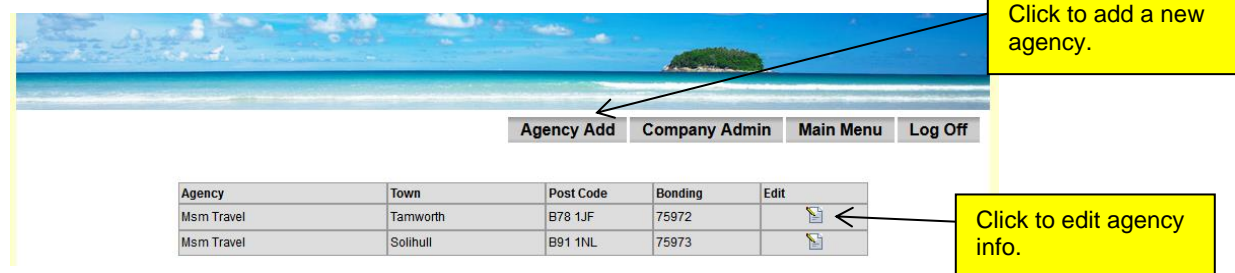 Click to add a new
agency.
Agency Add Company Admin Main Menu Log Off
Agency Town Post Code Bonding Edit
Msm Travel Tamworth B78 1JF 75972
Msm Travel Solihull B91 1NL 75973
Click to edit agency
info.